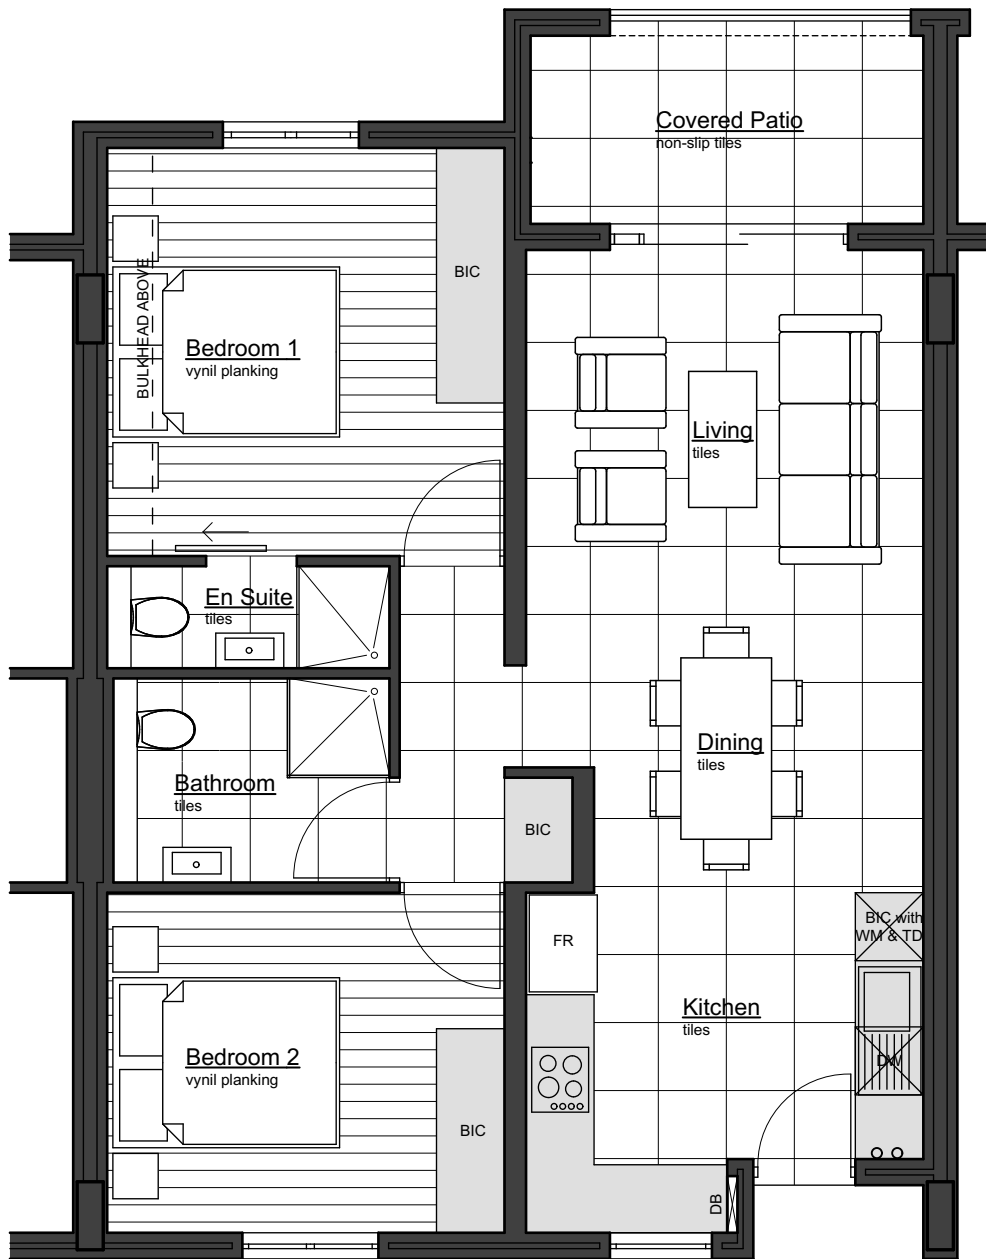 Covered Patio
non-slip tiles
BIC
BULKHEAD ABOVE
Bedroom 1
vynil planking
Living
tiles
En Suite
tiles
Dining
tiles
Bathroom
tiles
BIC
BIC with
WM & TD
FR
Kitchen
tiles
DW
Bedroom 2
vynil planking
BIC
DB